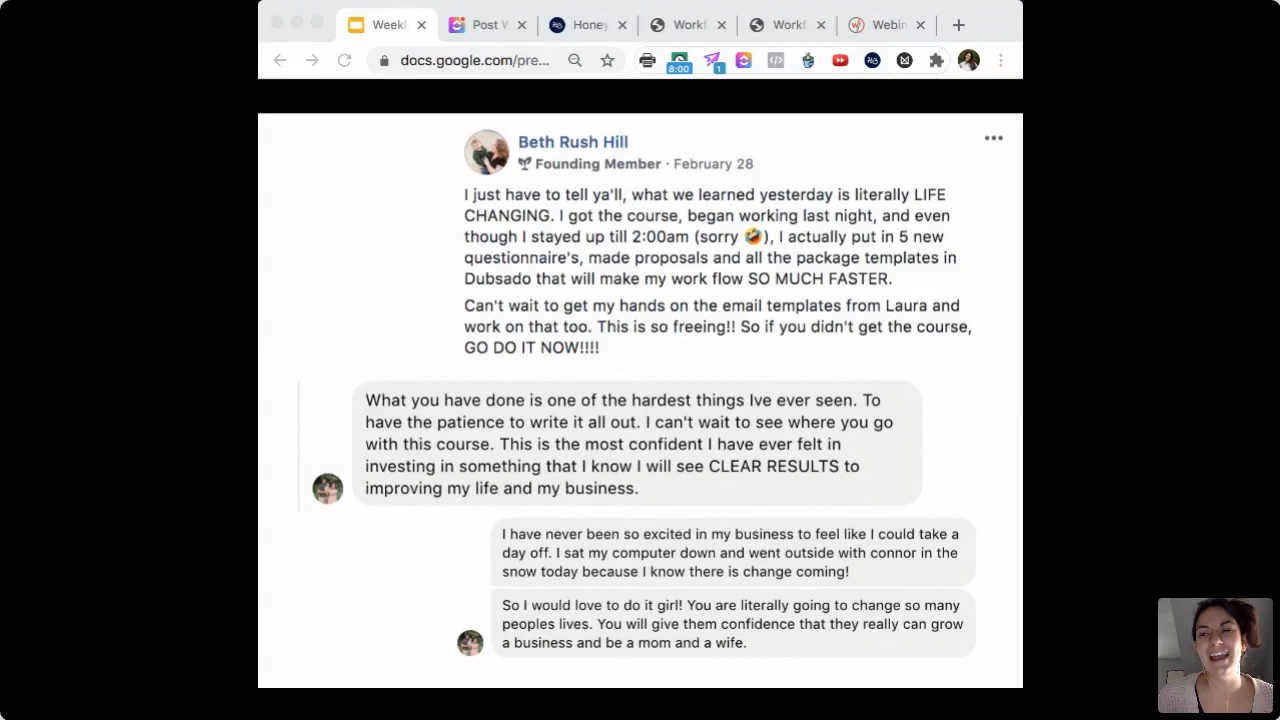 Weekl
Post V
Honey
Workf
Workf
Webin
docs.google.com/pre...
8:00
1
Beth Rush Hill
Founding Member · February 28
I just have to tell ya'll, what we learned yesterday is literally LIFE
CHANGING. I got the course, began working last night, and even
though I stayed up till 2:00am (sorry 🤣), I actually put in 5 new
questionnaire's, made proposals and all the package templates in
Dubsado that will make my work flow SO MUCH FASTER.
Can't wait to get my hands on the email templates from Laura and
work on that too. This is so freeing!! So if you didn't get the course,
GO DO IT NOW!!!!
What you have done is one of the hardest things Ive ever seen. To
have the patience to write it all out. I can't wait to see where you go
with this course. This is the most confident I have ever felt in
investing in something that I know I will see CLEAR RESULTS to
improving my life and my business.
I have never been so excited in my business to feel like I could take a
day off. I sat my computer down and went outside with connor in the
snow today because I know there is change coming!
So I would love to do it girl! You are literally going to change so many
peoples lives. You will give them confidence that they really can grow
a business and be a mom and a wife.